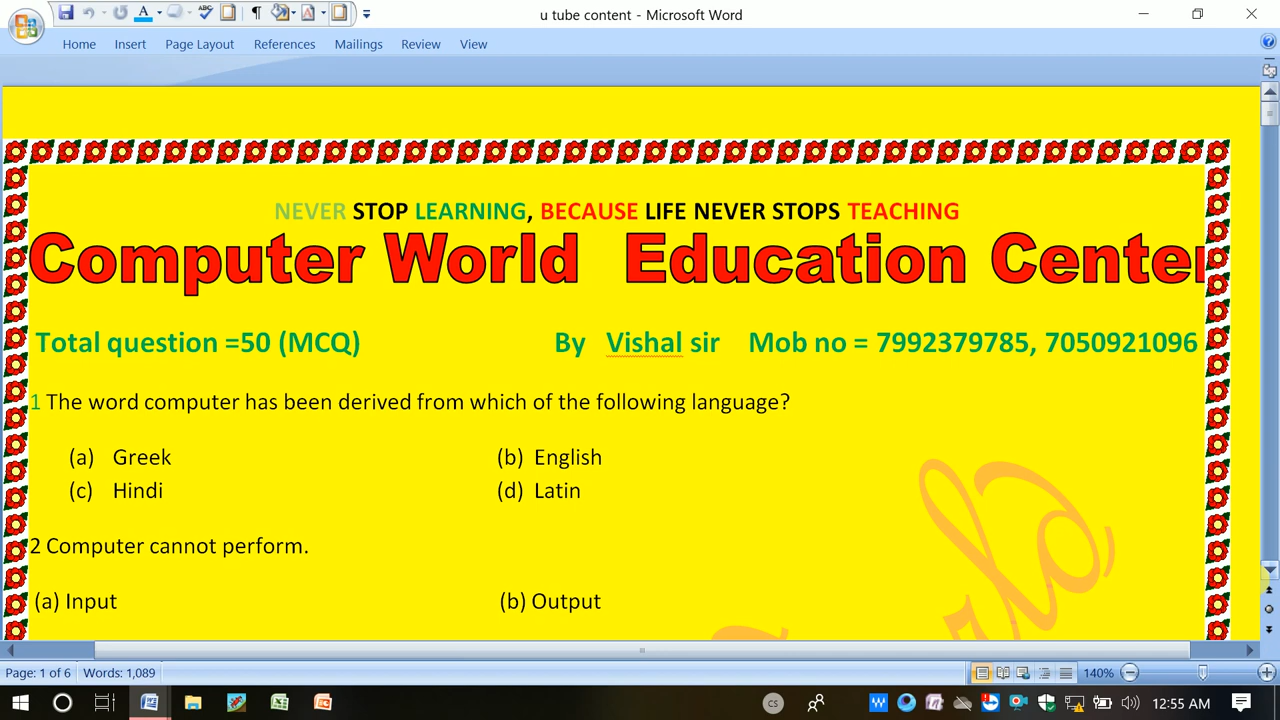 u tube content - Microsoft Word
Home Insert Page Layout References Mailings Review View
NEVER STOP LEARNING, BECAUSE LIFE NEVER STOPS TEACHING
Computer World Education Center
Total question =50 (MCQ) By Vishal sir Mob no = 7992379785, 7050921096
1 The word computer has been derived from which of the following language?
(a) Greek (b) English
(c) Hindi (d) Latin
2 Computer cannot perform.
(a) Input (b) Output
Page: 1 of 6 Words: 1,089 140%
CS 12:55 AM